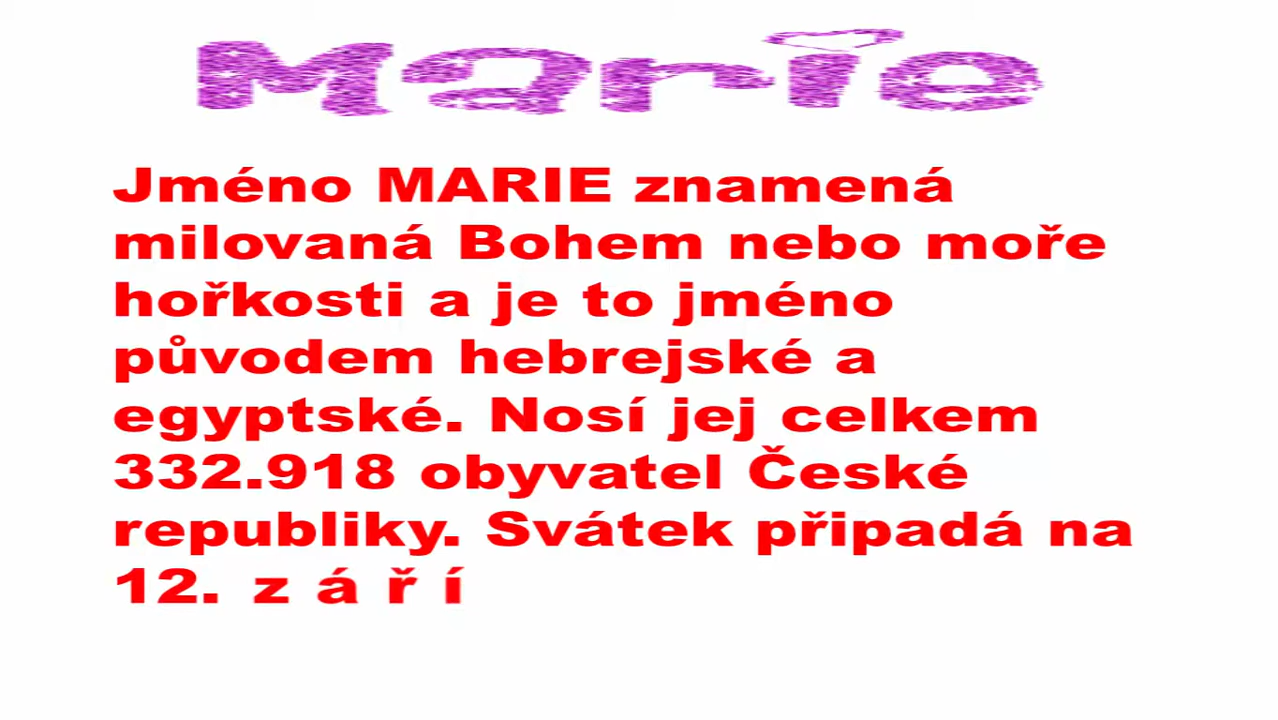 Marie
Jméno MARIE znamená
milovaná Bohem nebo moře
hořkosti a je to jméno
původem hebrejské a
egyptské. Nosí jej celkem
332.918 obyvatel České
republiky. Svátek připadá na
12. z á ř í